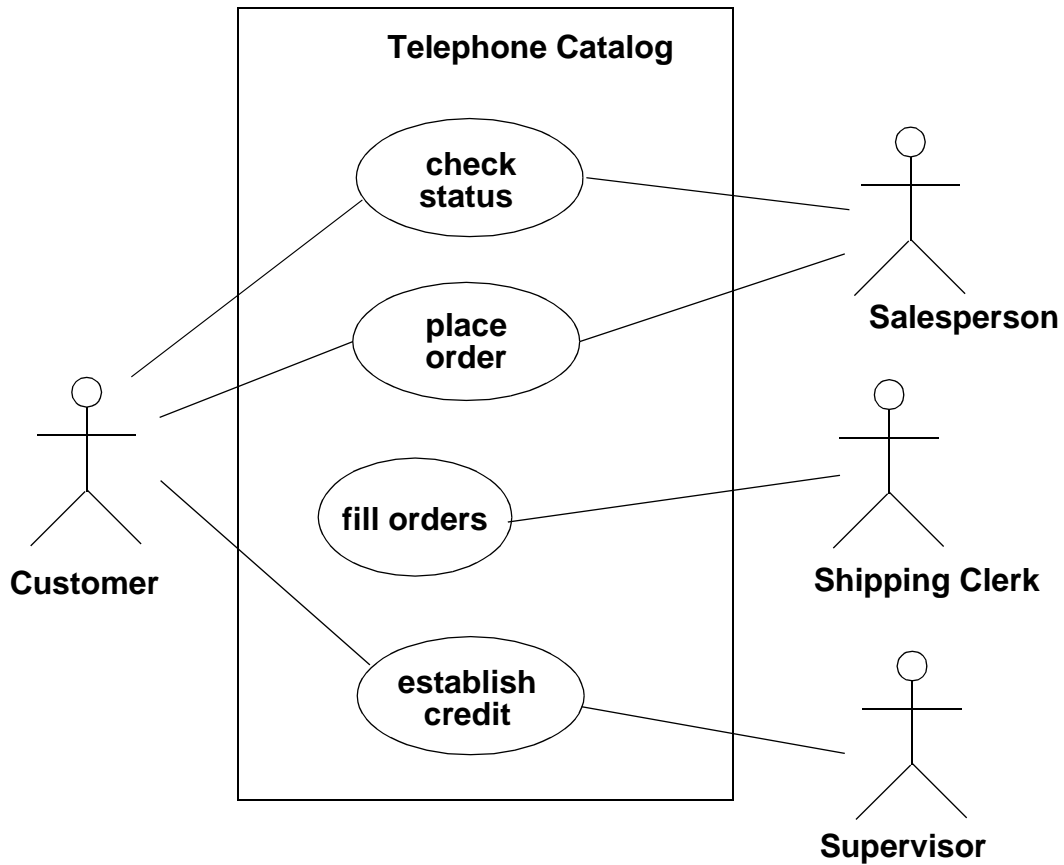 Telephone Catalog
check
status
Salesperson
place
order
Customer
fill orders
Shipping Clerk
establish
credit
Supervisor